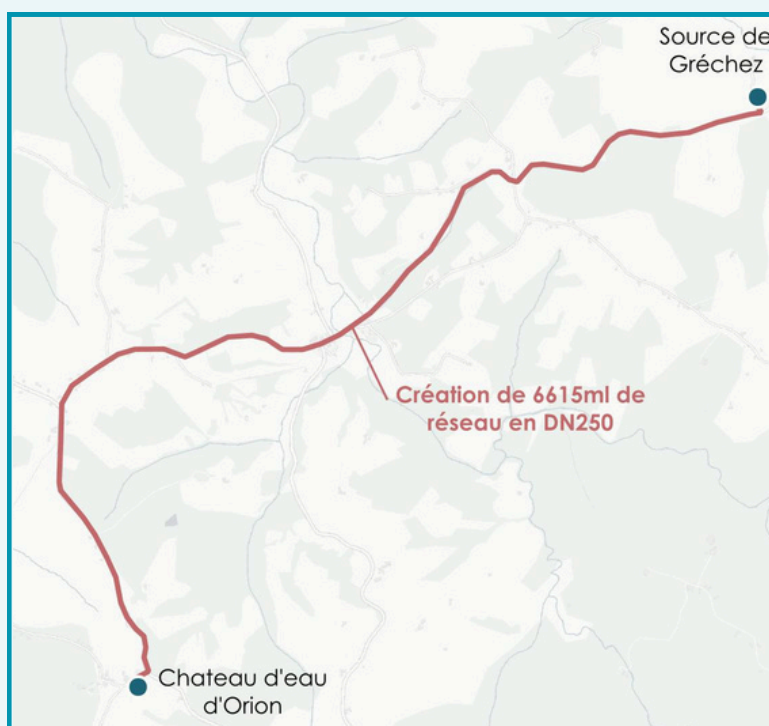 Source de
Gréchez
Création de 6615ml de
réseau en DN250
Chateau d'eau
d'Orion